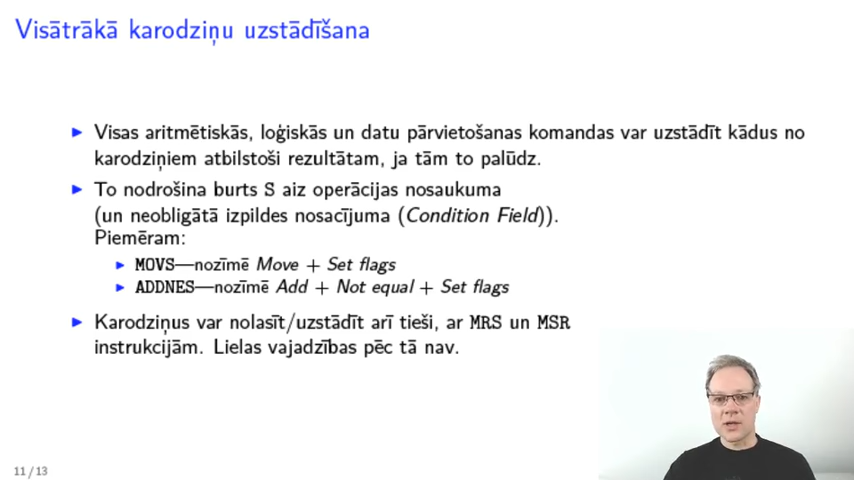 Visātrākā karodziņu uzstādīšana
▶ Visas aritmētiskās, loģiskās un datu pārvietošanas komandas var uzstādīt kādus no
karodziņiem atbilstoši rezultātam, ja tām to palūdz.
▶ To nodrošina burts S aiz operācijas nosaukuma
(un neobligātā izpildes nosacījuma (Condition Field)).
Piemēram:
▶ MOVS—nozīmē Move + Set flags
▶ ADDNES—nozīmē Add + Not equal + Set flags
▶ Karodziņus var nolasīt/uzstādīt arī tieši, ar MRS un MSR
instrukcijām. Lielas vajadzības pēc tā nav.
11 / 13